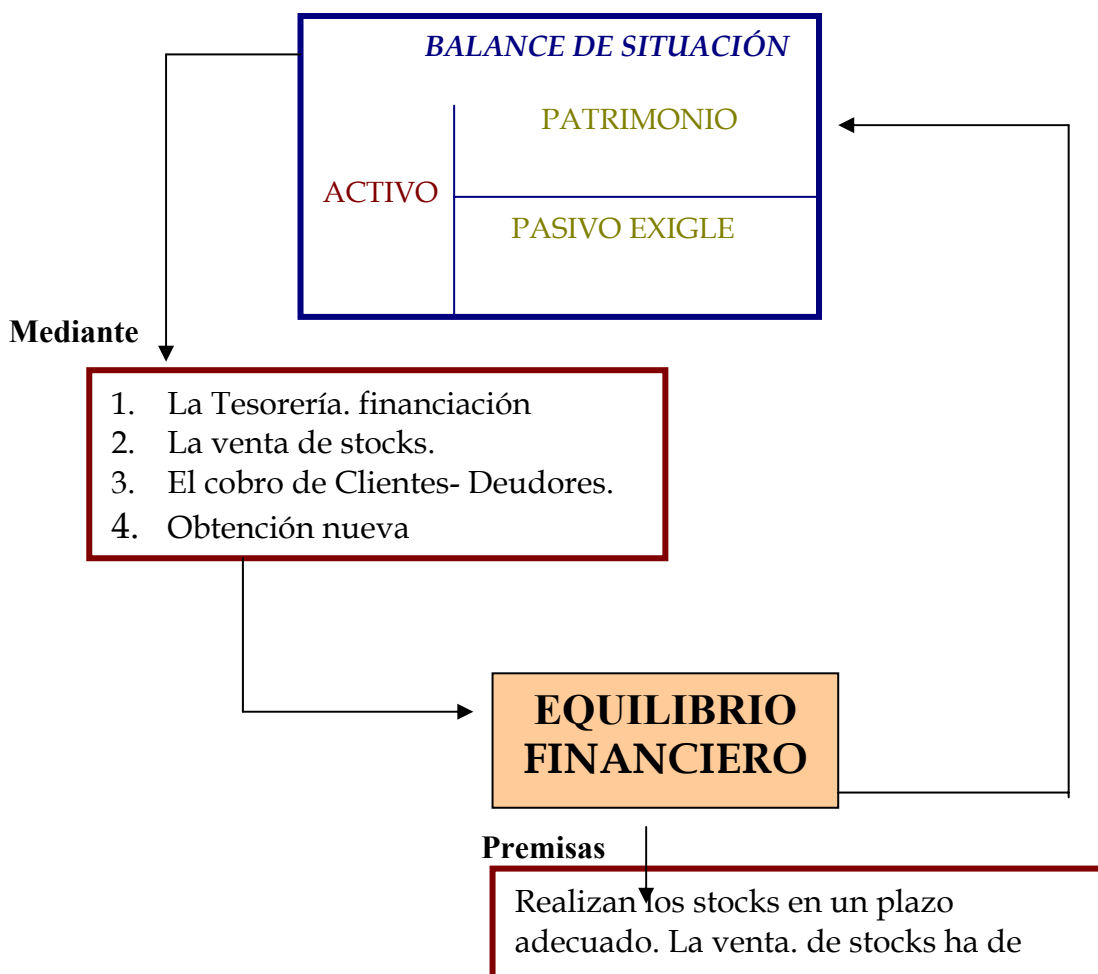 BALANCE DE SITUACIÓN
PATRIMONIO
ACTIVO
PASIVO EXIGLE
Mediante
1. La Tesorería. financiación
2. La venta de stocks.
3. El cobro de Clientes- Deudores.
4. Obtención nueva
EQUILIBRIO
FINANCIERO
Premisas
Realizan los stocks en un plazo
adecuado. La venta. de stocks ha de